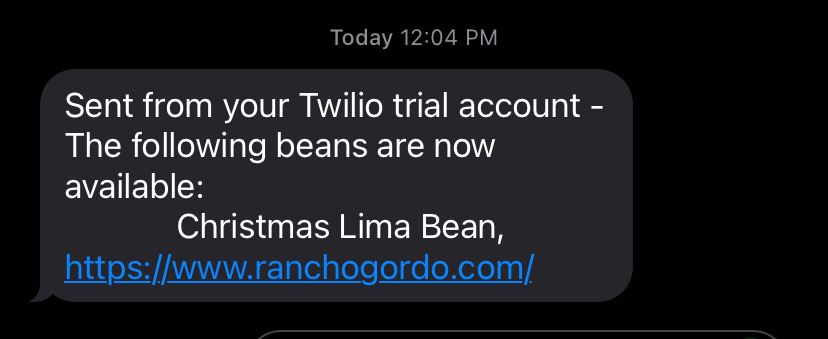 Today 12:04 PM
Sent from your Twilio trial account -
The following beans are now
available:
Christmas Lima Bean,
https://www.ranchogordo.com/